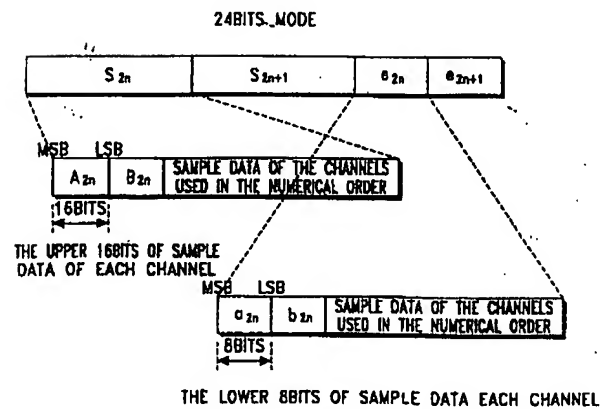 24BITS_MODE
S2n S2n+1 e2n e2n+1
MSB LSB
A2n B2n SAMPLE DATA OF THE CHANNELS
USED IN THE NUMERICAL ORDER
16BITS
THE UPPER 16BITS OF SAMPLE
DATA OF EACH CHANNEL
MSB LSB
a2n b2n SAMPLE DATA OF THE CHANNELS
USED IN THE NUMERICAL ORDER
8BITS
THE LOWER 8BITS OF SAMPLE DATA EACH CHANNEL